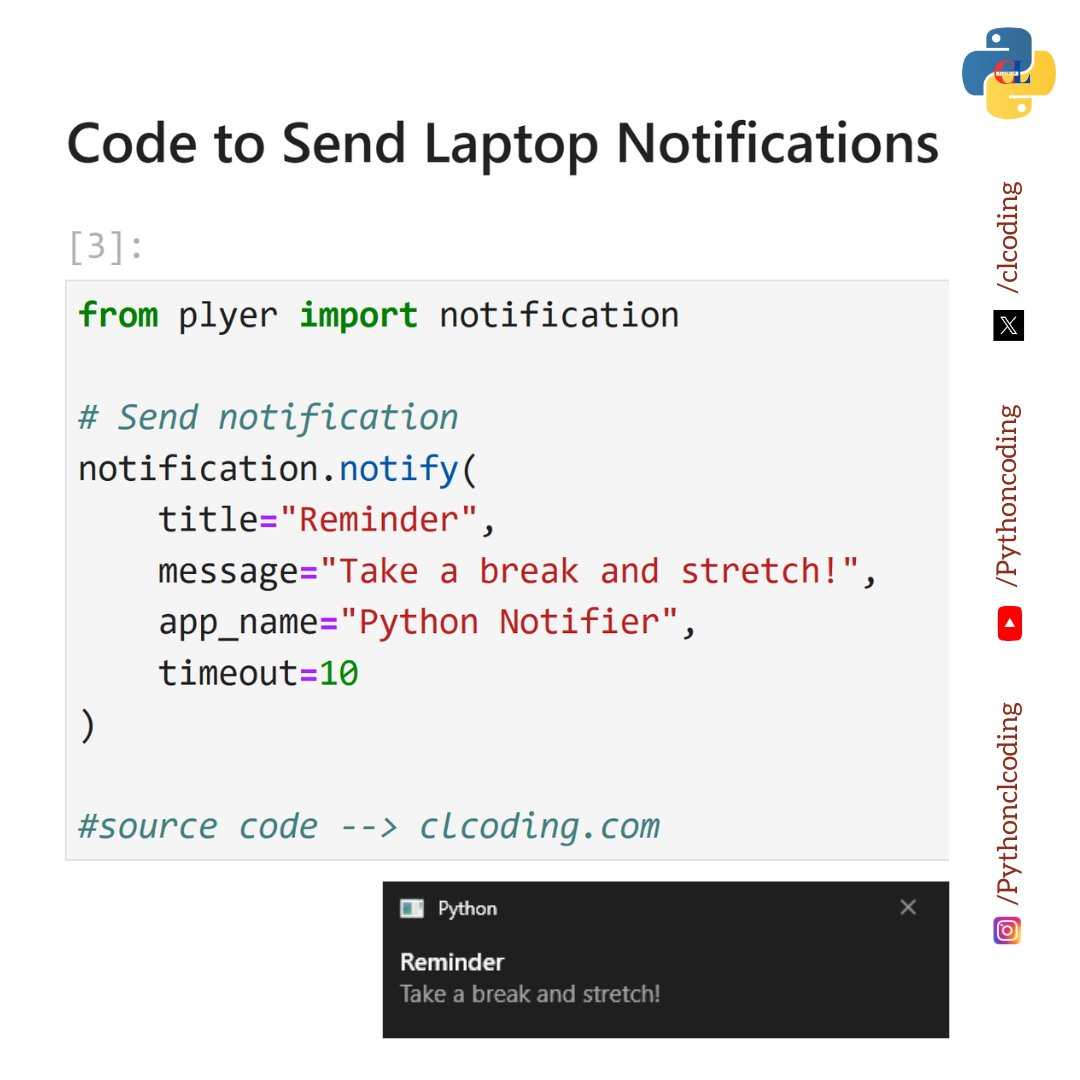 Code to Send Laptop Notifications
[3]:
from plyer import notification
# Send notification
notification.notify(
    title="Reminder",
    message="Take a break and stretch!",
    app_name="Python Notifier",
    timeout=10
)
#source code --> clcoding.com
Python
Reminder
Take a break and stretch!
CL
/clcoding
/Pythoncoding
/Pythonclcoding